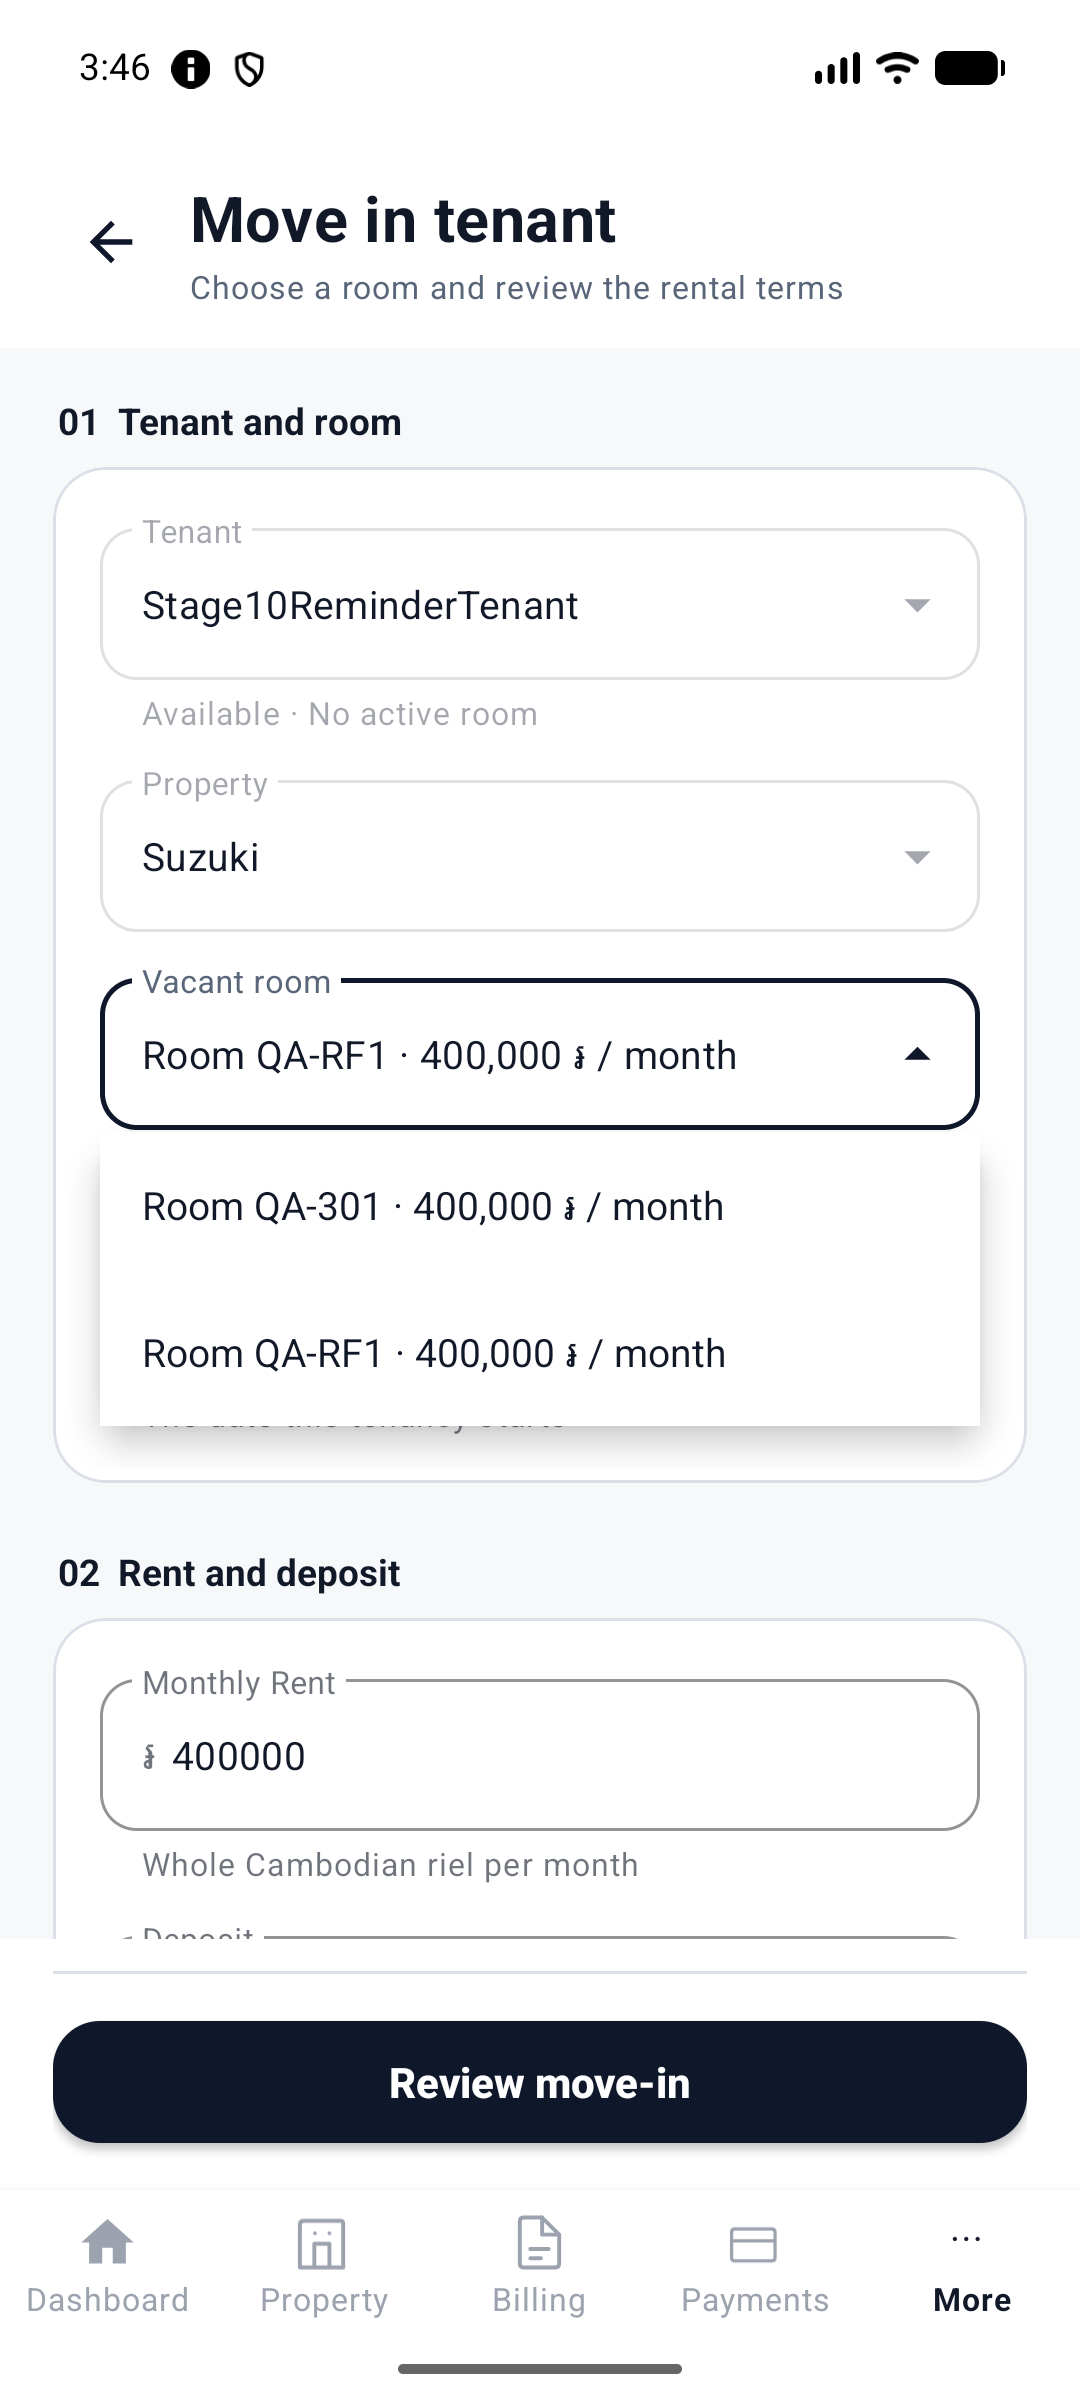 3:46
Move in tenant
Choose a room and review the rental terms
01 Tenant and room
Tenant
Stage10ReminderTenant
Available · No active room
Property
Suzuki
Vacant room
Room QA-RF1 · 400,000 ៛ / month
Room QA-301 · 400,000 ៛ / month
Room QA-RF1 · 400,000 ៛ / month
02 Rent and deposit
Monthly Rent
៛ 400000
Whole Cambodian riel per month
Deposit
Review move-in
Dashboard
Property
Billing
Payments
More